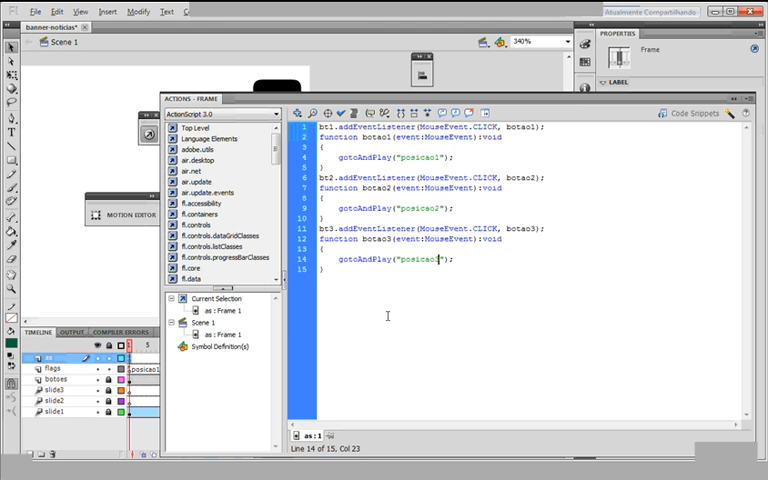 Fl File Edit View Insert Modify Text C
Atualmente Compartilhando
banner-noticias*
Scene 1
340%
PROPERTIES
Frame
LABEL
ACTIONS - FRAME
ActionScript 3.0
Code Snippets
Top Level
Language Elements
adobe.utils
air.desktop
air.net
air.update
air.update.events
fl.accessibility
fl.containers
fl.controls
fl.controls.dataGridClasses
fl.controls.listClasses
fl.controls.progressBarClasses
fl.core
fl.data
Current Selection
as : Frame 1
Scene 1
as : Frame 1
Symbol Definition(s)
1 bt1.addEventListener(MouseEvent.CLICK, botao1);
2 function botao1(event:MouseEvent):void
3 {
4 gotoAndPlay("posicao1");
5 }
6 bt2.addEventListener(MouseEvent.CLICK, botao2);
7 function botao2(event:MouseEvent):void
8 {
9 gotoAndPlay("posicao2");
10 }
11 bt3.addEventListener(MouseEvent.CLICK, botao3);
12 function botao3(event:MouseEvent):void
13 {
14 gotoAndPlay("posicao3");
15 }
as : 1
Line 14 of 15, Col 23
MOTION EDITOR
TIMELINE OUTPUT COMPILER ERRORS
1 5
as
flags posicao1
botoes
slide3
slide2
slide1